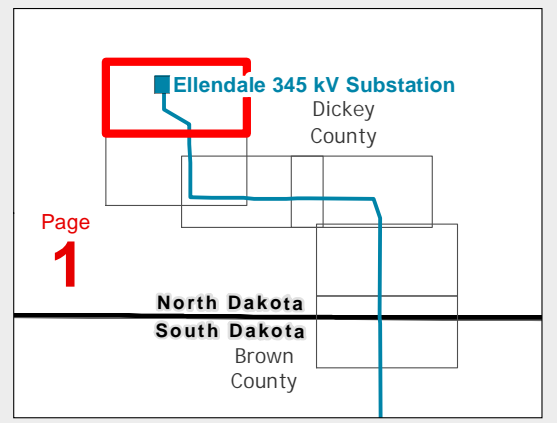 Ellendale 345 kV Substation
Dickey
County
Page
1
North Dakota
South Dakota
Brown
County